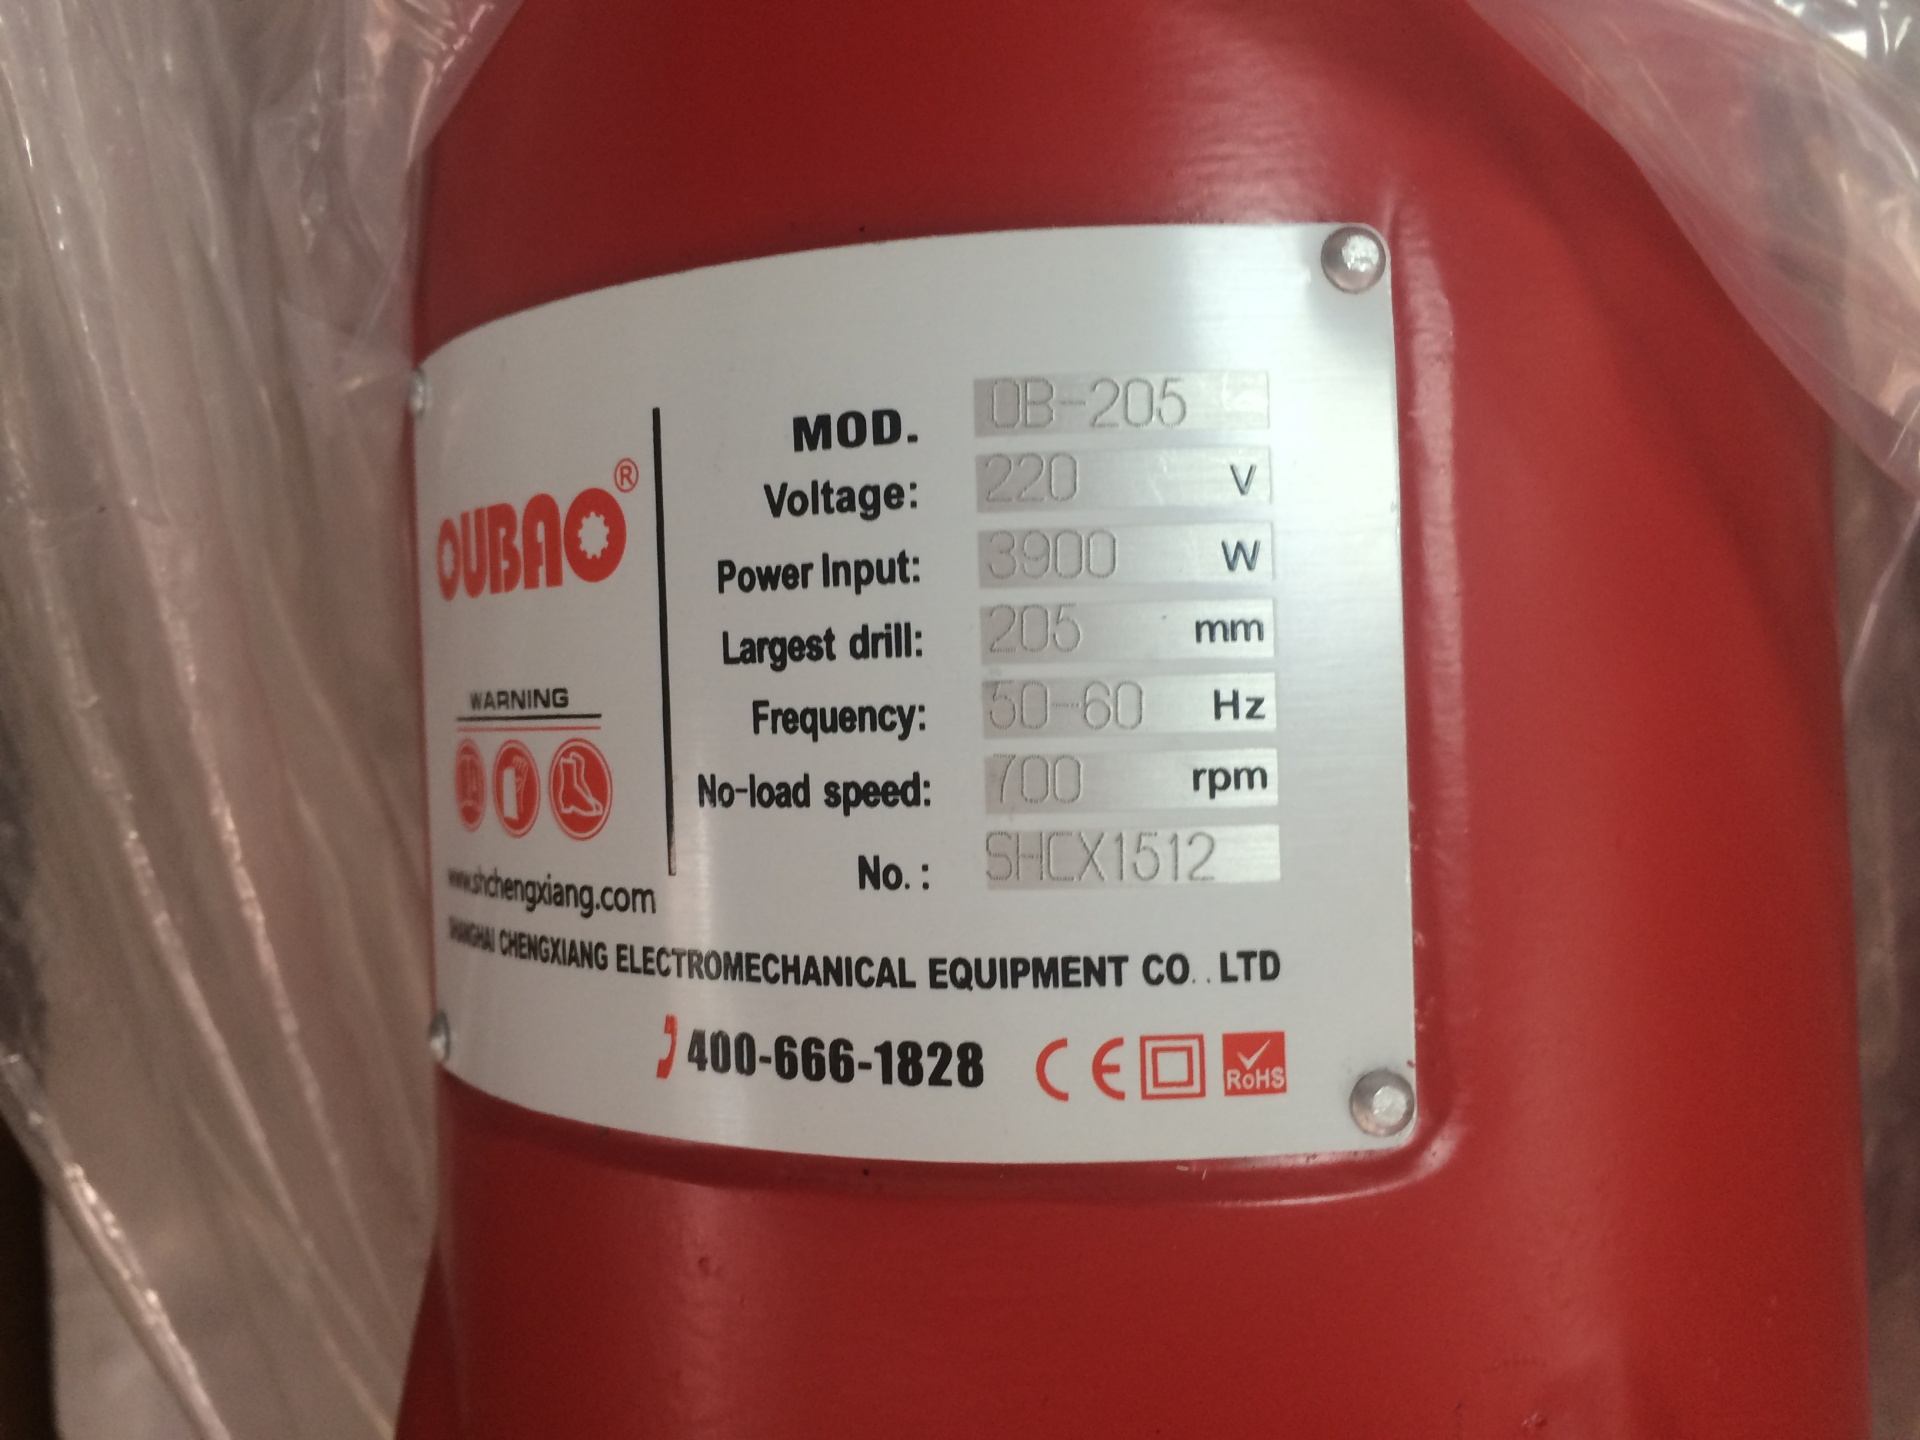 OUBAO®
MOD. OB-205
Voltage: 220 V
Power Input: 3900 W
Largest drill: 205 mm
Frequency: 50-60 Hz
No-load speed: 700 rpm
No.: SHCX1512
WARNING
www.shchengxiang.com
SHANGHAI CHENGXIANG ELECTROMECHANICAL EQUIPMENT CO..LTD
400-666-1828 CE RoHS